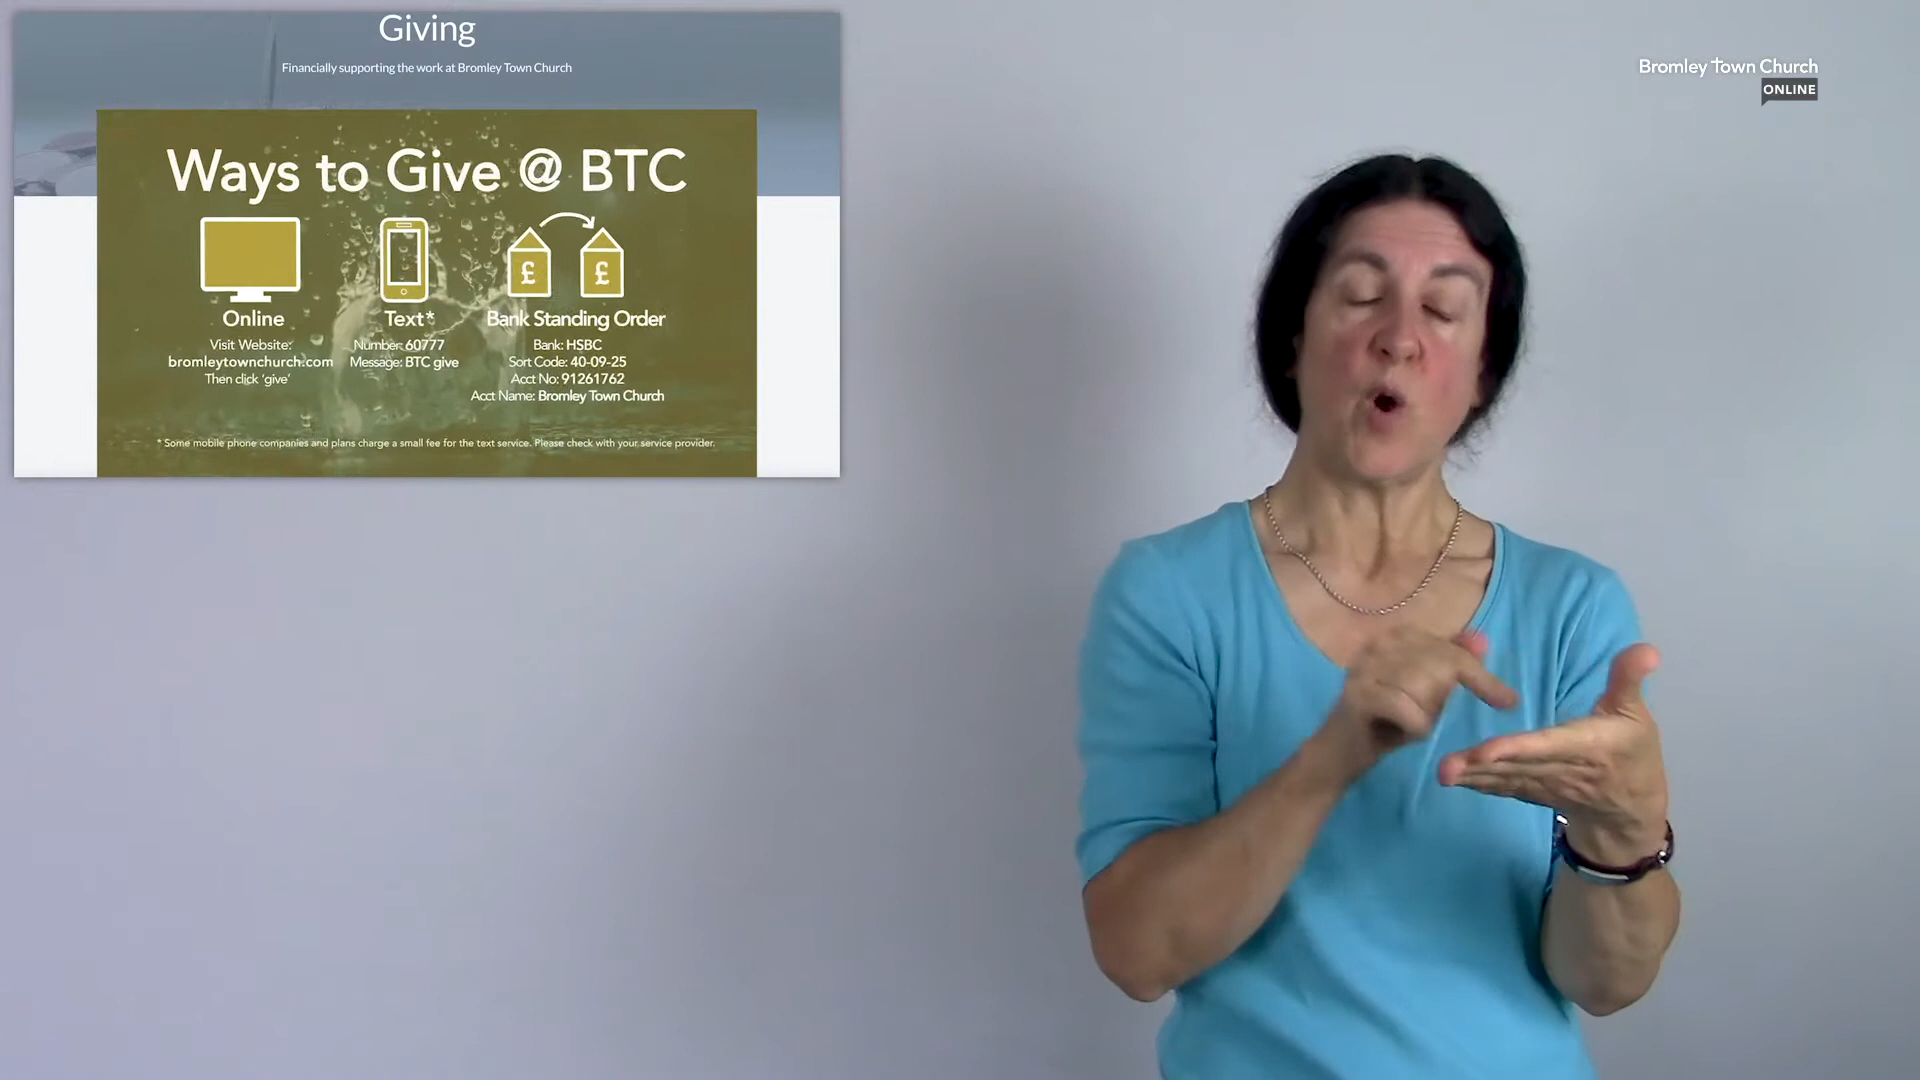 Giving
Financially supporting the work at Bromley Town Church
Ways to Give @ BTC
£ £
Online
Visit Website:
bromleytownchurch.com
Then click 'give'
Text*
Number: 60777
Message: BTC give
Bank Standing Order
Bank: HSBC
Sort Code: 40-09-25
Acct No: 91261762
Acct Name: Bromley Town Church
* Some mobile phone companies and plans charge a small fee for the text service. Please check with your service provider.
Bromley Town Church
ONLINE